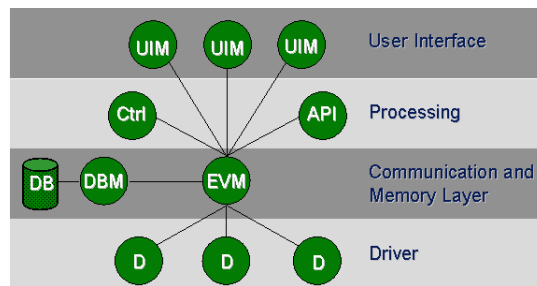 UIM UIM UIM User Interface
Ctrl API Processing
DB DBM EVM Communication and
Memory Layer
D D D Driver